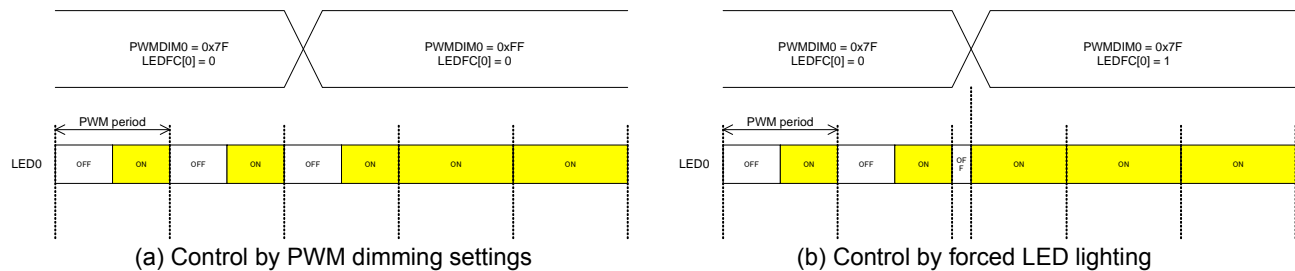 PWMDIM0 = 0x7F
LEDFC[0] = 0
PWMDIM0 = 0xFF
LEDFC[0] = 0
PWM period
LED0
OFF
ON
OFF
ON
OFF
ON
ON
ON
(a) Control by PWM dimming settings
PWMDIM0 = 0x7F
LEDFC[0] = 0
PWMDIM0 = 0x7F
LEDFC[0] = 1
PWM period
LED0
OFF
ON
OFF
ON
OF
F
ON
ON
ON
(b) Control by forced LED lighting